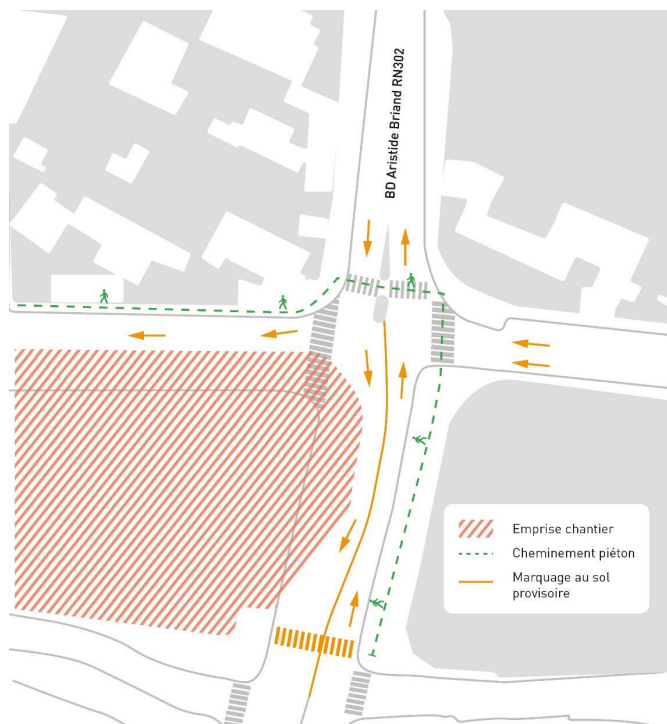 BD Aristide Briand RN302
Emprise chantier
Cheminement piéton
Marquage au sol
provisoire